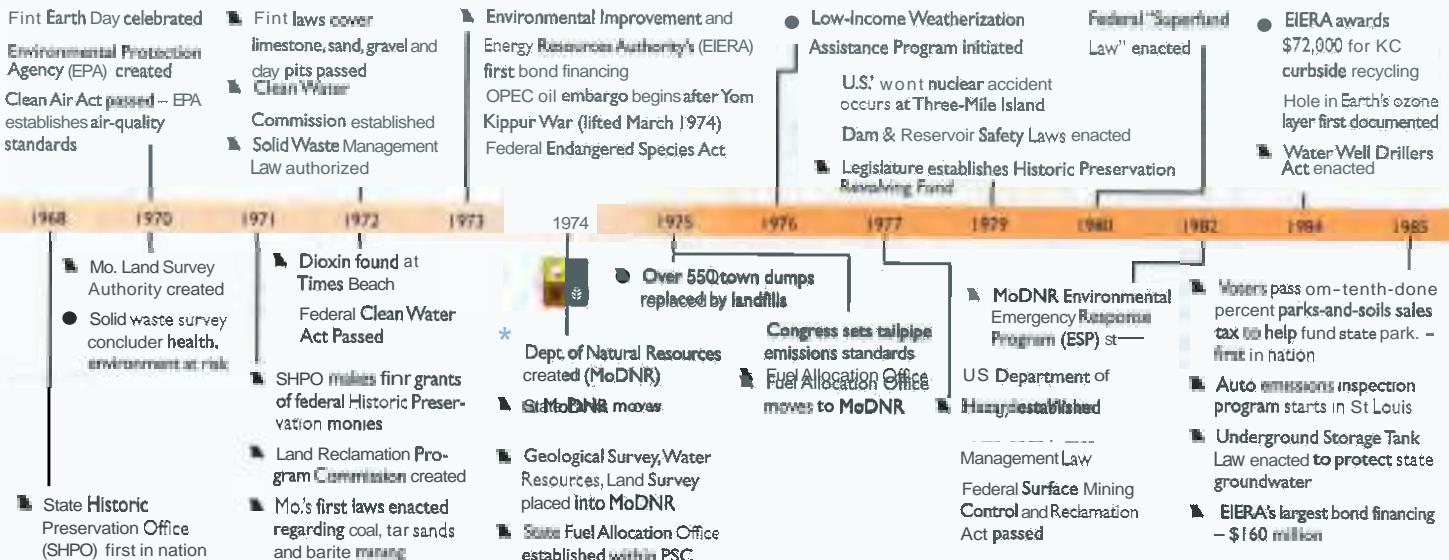 Fint Earth Day celebrated
Environmental Protection
Agency (EPA) created
Clean Air Act passed – EPA
establishes air-quality
standards
Fint laws cover
limestone, sand, gravel and
day pits passed
Clean Water
Commission established
Solid Waste Management
Law authorized
Environmental Improvement and
Energy Resources Authority's (EIERA)
first bond financing
OPEC oil embargo begins after Yom
Kippur War (lifted March 1974)
Federal Endangered Species Act
Low-Income Weatherization
Assistance Program initiated
U.S.' wont nuclear accident
occurs at Three-Mile Island
Dam & Reservoir Safety Laws enacted
Legislature establishes Historic Preservation
Revolving Fund
Federal "Superfund
Law" enacted
EIERA awards
$72,000 for KC
curbside recycling
Hole in Earth's ozone
layer first documented
Water Well Drillers
Act enacted
1968 1970 1971 1972 1973 1974 1975 1976 1977 1979 1980 1982 1984 1985
Mo. Land Survey
Authority created
Solid waste survey
concluder health,
environment at risk
State Historic
Preservation Office
(SHPO) first in nation
Dioxin found at
Times Beach
Federal Clean Water
Act Passed
SHPO makes finr grants
of federal Historic Preser-
vation monies
Land Reclamation Pro-
gram Commission created
Mo.'s first laws enacted
regarding coal, tar sands
and barite mining
*
Dept. of Natural Resources
created (MoDNR)
MoDNR moves
Geological Survey, Water
Resources, Land Survey
placed into MoDNR
State Fuel Allocation Office
established within PSC
Over 550 town dumps
replaced by landfills
Congress sets tailpipe
emissions standards
Fuel Allocation Office
Fuel Allocation Office
moves to MoDNR
MoDNR Environmental
Emergency Response
Program (ESP) st—
US Department of
established
Management Law
Federal Surface Mining
Control and Reclamation
Act passed
Voters pass om–tenth-done
percent parks-and-soils sales
tax to help fund state park. –
first in nation
Auto emissions inspection
program starts in St Louis
Underground Storage Tank
Law enacted to protect state
groundwater
EIERA's largest bond financing
– $160 million